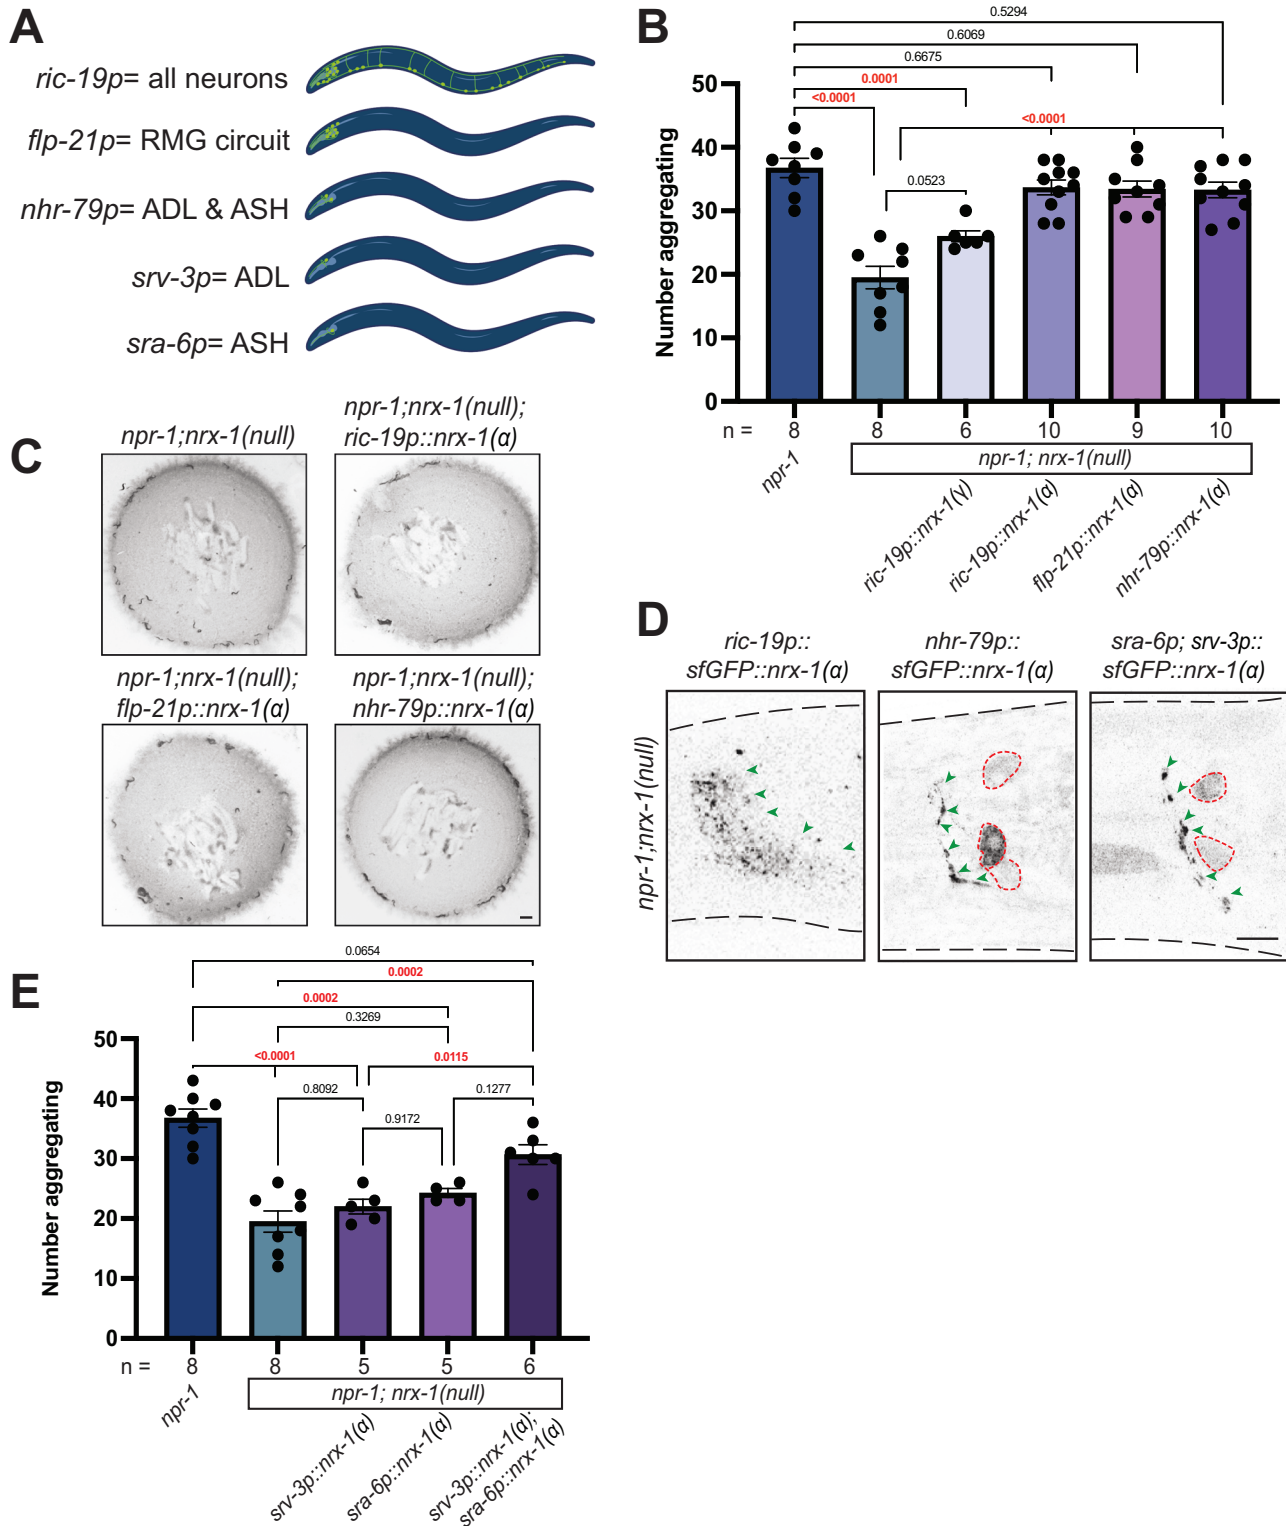 A
ric-19p= all neurons
flp-21p= RMG circuit
nhr-79p= ADL & ASH
srv-3p= ADL
sra-6p= ASH
B
0.5294
0.6069
0.6675
0.0001
<0.0001
<0.0001
0.0523
Number aggregating
50
40
30
20
10
0
n =
8
8
6
10
9
10
npr-1
npr-1; nrx-1(null)
ric-19p::nrx-1(γ)
ric-19p::nrx-1(α)
flp-21p::nrx-1(α)
nhr-79p::nrx-1(α)
C
npr-1;nrx-1(null)
npr-1;nrx-1(null);
ric-19p::nrx-1(α)
npr-1;nrx-1(null);
flp-21p::nrx-1(α)
npr-1;nrx-1(null);
nhr-79p::nrx-1(α)
D
ric-19p::
sfGFP::nrx-1(α)
nhr-79p::
sfGFP::nrx-1(α)
sra-6p; srv-3p::
sfGFP::nrx-1(α)
npr-1;nrx-1(null)
E
0.0654
0.0002
0.0002
0.3269
<0.0001
0.0115
0.8092
0.1277
0.9172
Number aggregating
50
40
30
20
10
0
n =
8
8
5
5
6
npr-1
npr-1; nrx-1(null)
srv-3p::nrx-1(α)
sra-6p::nrx-1(α)
srv-3p::nrx-1(α);
sra-6p::nrx-1(α)